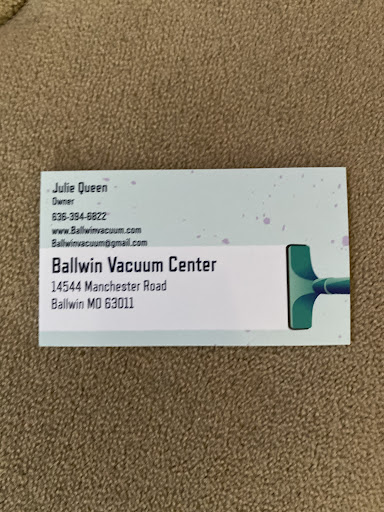 Julie Queen
Owner
636-394-6822
www.Ballwinvacuum.com
Ballwinvacuum@gmail.com
Ballwin Vacuum Center
14544 Manchester Road
Ballwin MO 63011